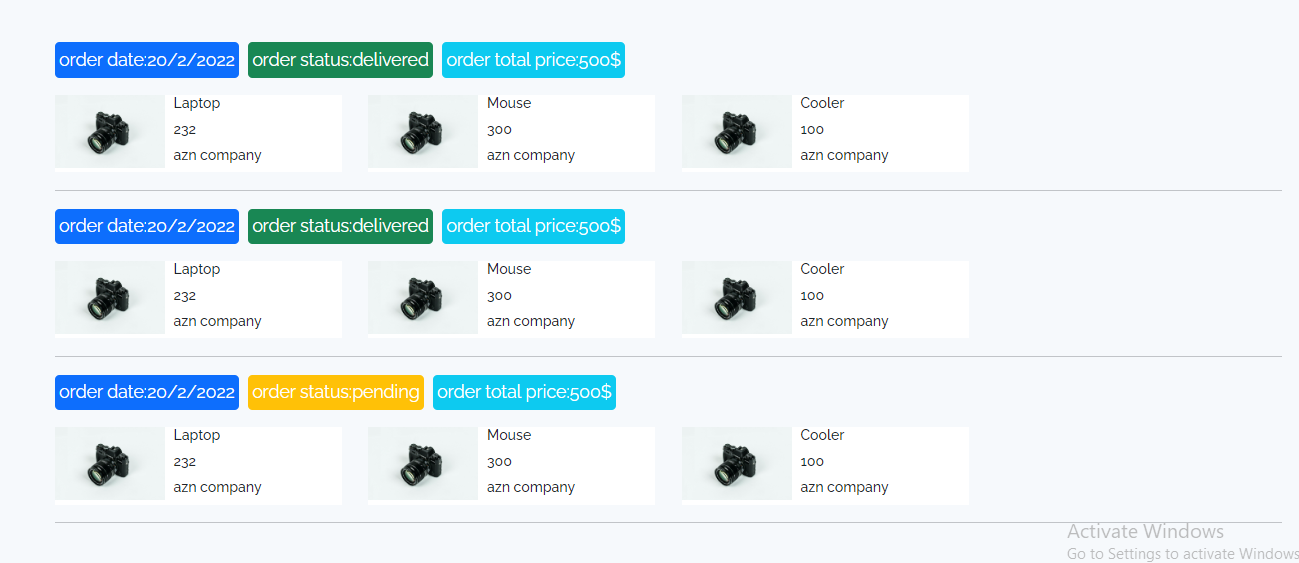 order date:20/2/2022 order status:delivered order total price:500$
Laptop Mouse Cooler
232 300 100
azn company azn company azn company
order date:20/2/2022 order status:delivered order total price:500$
Laptop Mouse Cooler
232 300 100
azn company azn company azn company
order date:20/2/2022 order status:pending order total price:500$
Laptop Mouse Cooler
232 300 100
azn company azn company azn company
Activate Windows
Go to Settings to activate Windows